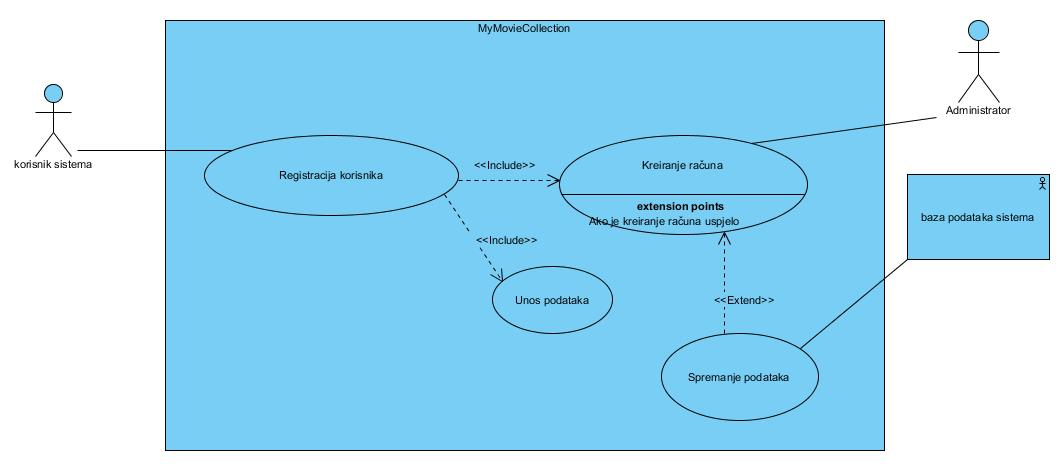 MyMovieCollection
korisnik sistema
Administrator
Registracija korisnika
<<Include>>
Kreiranje računa
extension points
Ako je kreiranje računa uspjelo
baza podataka sistema
<<Include>>
Unos podataka
<<Extend>>
Spremanje podataka